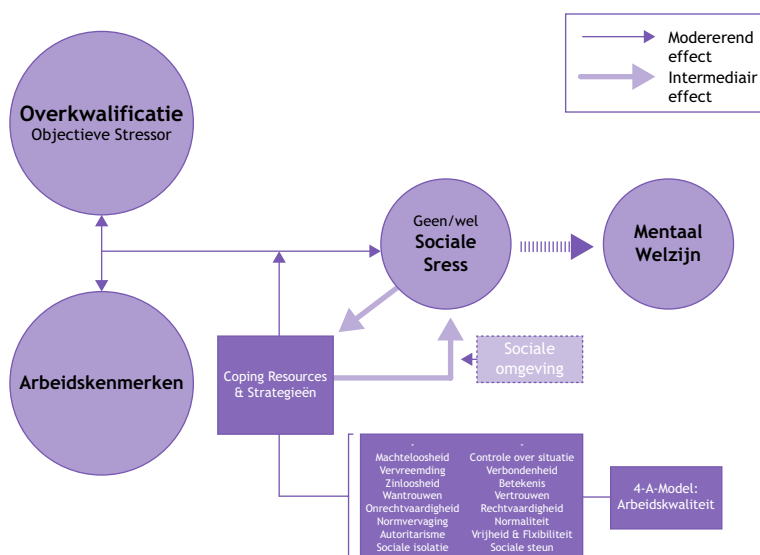 Modererend
effect
Intermediair
effect
Overkwalificatie
Objectieve Stressor
Geen/wel
Sociale
Sress
Mentaal
Welzijn
Arbeidskenmerken
Coping Resources
& Strategieën
Sociale
omgeving
-
Machteloosheid
Vervreemding
Zinloosheid
Wantrouwen
Onrechtvaardigheid
Normvervaging
Autoritarisme
Sociale isolatie
-
Controle over situatie
Verbondenheid
Betekenis
Vertrouwen
Rechtvaardigheid
Normaliteit
Vrijheid & Flxibiliteit
Sociale steun
4-A-Model:
Arbeidskwaliteit